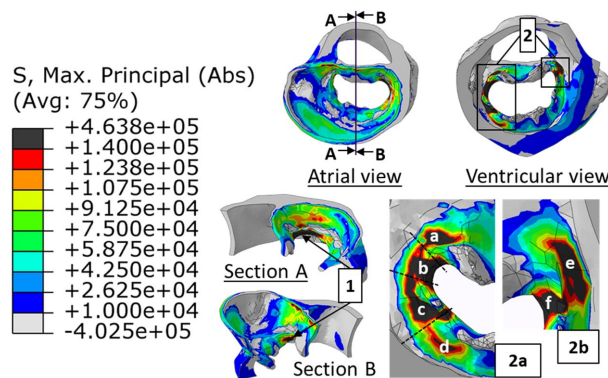 S, Max. Principal (Abs)
(Avg: 75%)
+4.638e+05
+1.400e+05
+1.238e+05
+1.075e+05
+9.125e+04
+7.500e+04
+5.875e+04
+4.250e+04
+2.625e+04
+1.000e+04
-4.025e+05
A B
A B
Atrial view
2
Ventricular view
Section A
1
Section B
a
b
c
d
2a
e
f
2b